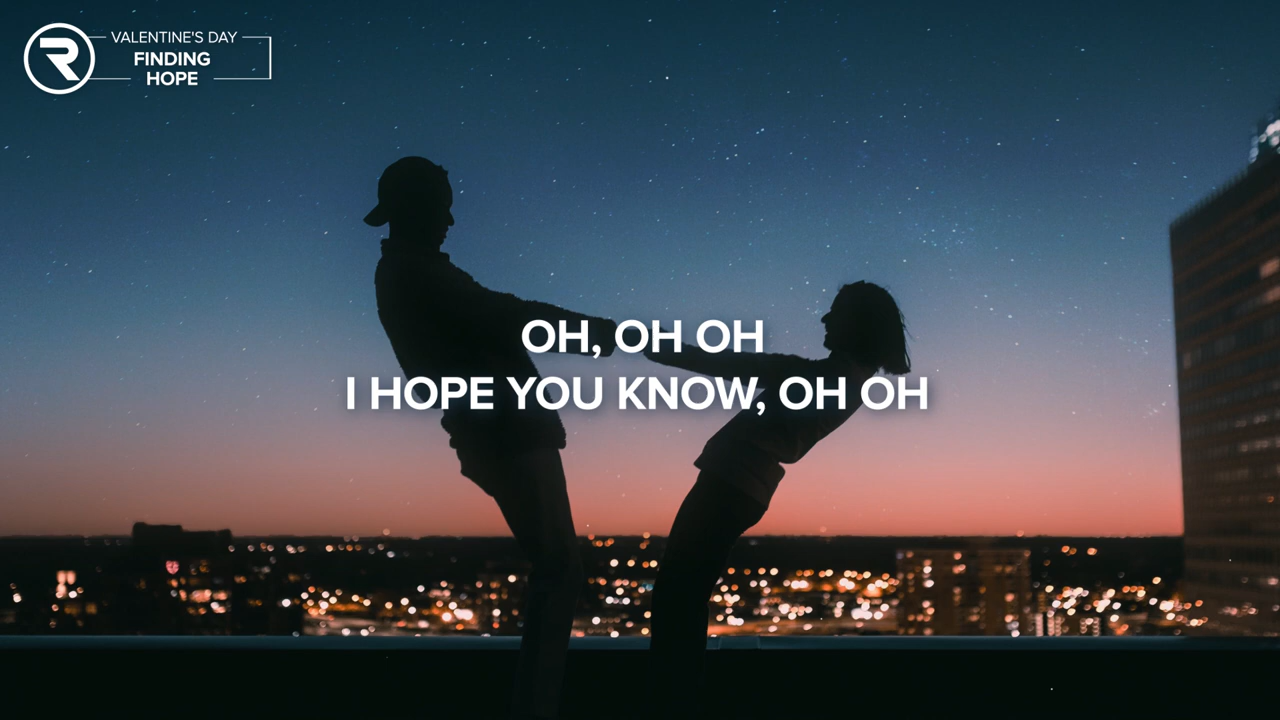 R
VALENTINE'S DAY
FINDING
HOPE
OH, OH OH
I HOPE YOU KNOW, OH OH